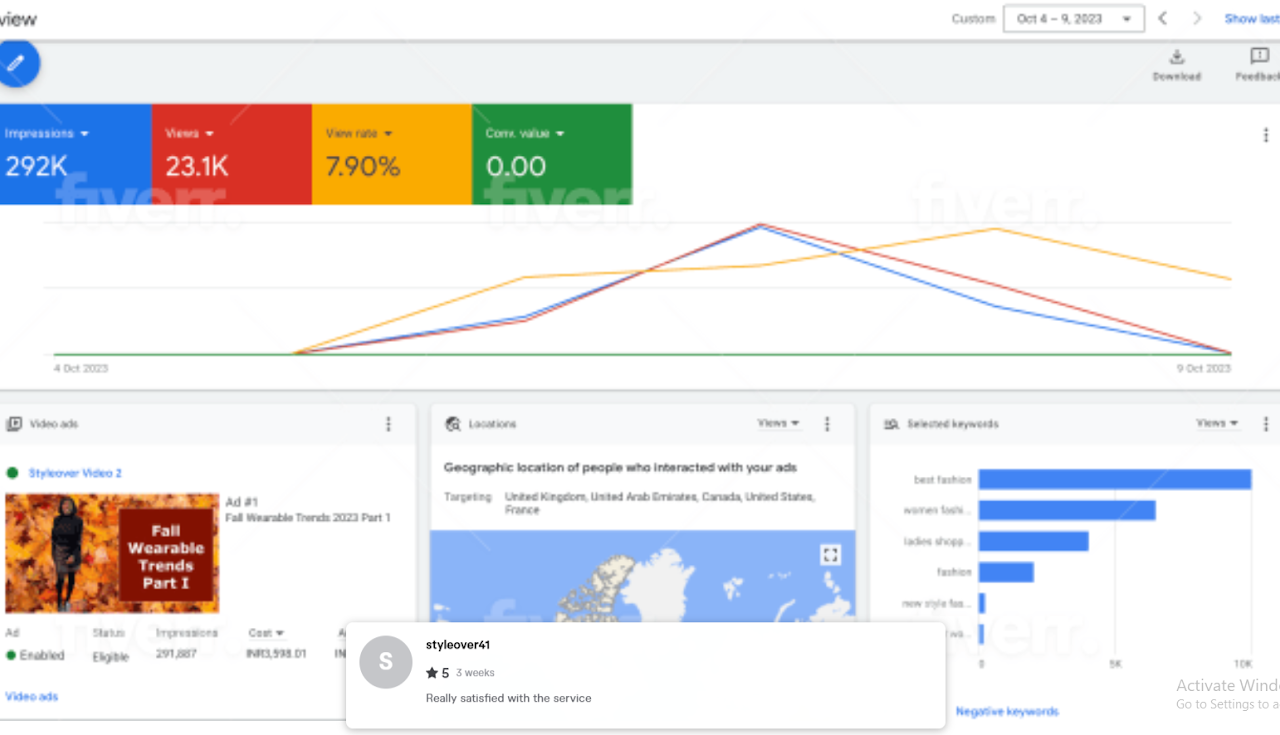 view
Custom Oct 4 – 9, 2023 Show last
Download Feedbac
Impressions Views View rate Conv. value
292K 23.1K 7.90% 0.00
fiverr. fiverr. fiverr.
4 Oct 2023 9 Oct 2023
Video ads
Styleover Video 2
Ad #1
Fall Wearable Trends 2023 Part 1
Fall
Wearable
Trends
Part I
Ad Status Impressions Cost A
Enabled Eligible 291,887 INR3,598.01 IN
Video ads
Locations Views
Geographic location of people who interacted with your ads
Targeting United Kingdom, United Arab Emirates, Canada, United States,
France
Selected keywords Views
best fashion
women fashi...
ladies shopp...
fashion
new style fas...
wo...
0 5K 10K
Negative keywords
fiverr. fiverr. fiverr.
S
styleover41
5 3 weeks
Really satisfied with the service
Activate Windo
Go to Settings to a